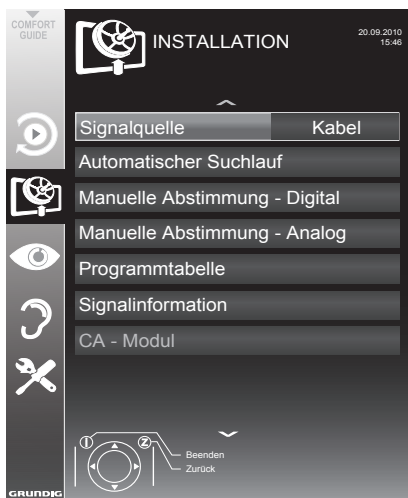 COMFORT
GUIDE
INSTALLATION
20.09.2010
15:46
Signalquelle
Kabel
Automatischer Suchlauf
Manuelle Abstimmung - Digital
Manuelle Abstimmung - Analog
Programmtabelle
Signalinformation
CA - Modul
Z
Beenden
Zurück
GRUNDIG